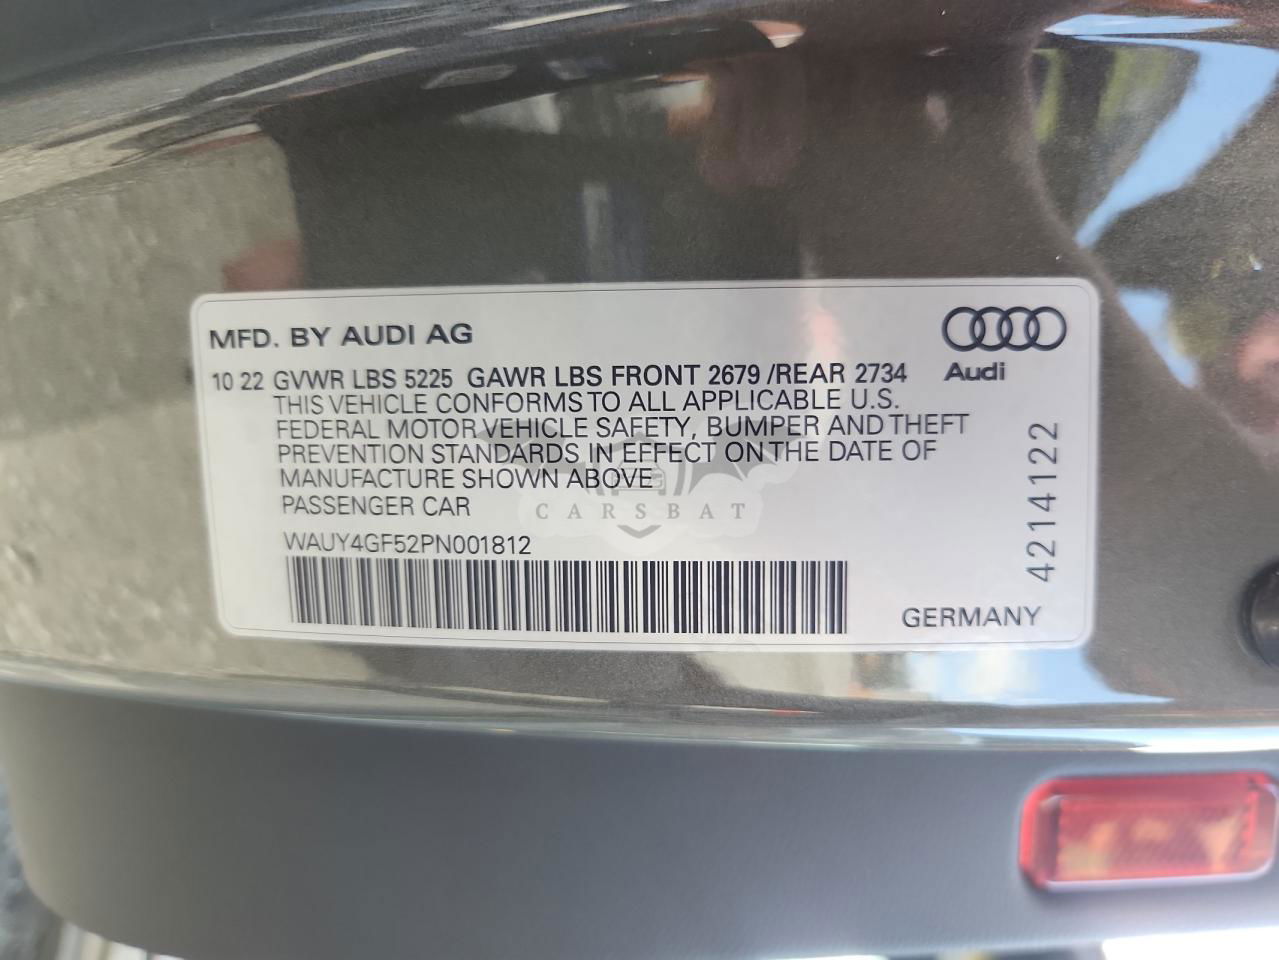 MFD. BY AUDI AG
Audi
10 22 GVWR LBS 5225 GAWR LBS FRONT 2679 /REAR 2734
THIS VEHICLE CONFORMS TO ALL APPLICABLE U.S.
FEDERAL MOTOR VEHICLE SAFETY, BUMPER AND THEFT
PREVENTION STANDARDS IN EFFECT ON THE DATE OF
MANUFACTURE SHOWN ABOVE
PASSENGER CAR
CARSBAT
WAUY4GF52PN001812
4214122
GERMANY